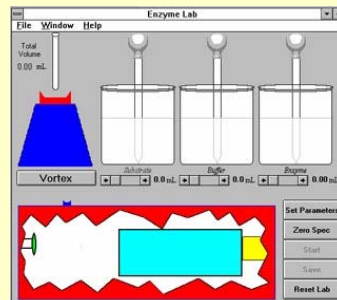 Enzyme Lab
File Window Help
Total
Volume
0.00 mL
Vortex
Substrate
Buffer
Enzyme
0.0 mL
0.0 mL
0.00 mL
Set Parameters
Zero Spec
Start
Save
Reset Lab